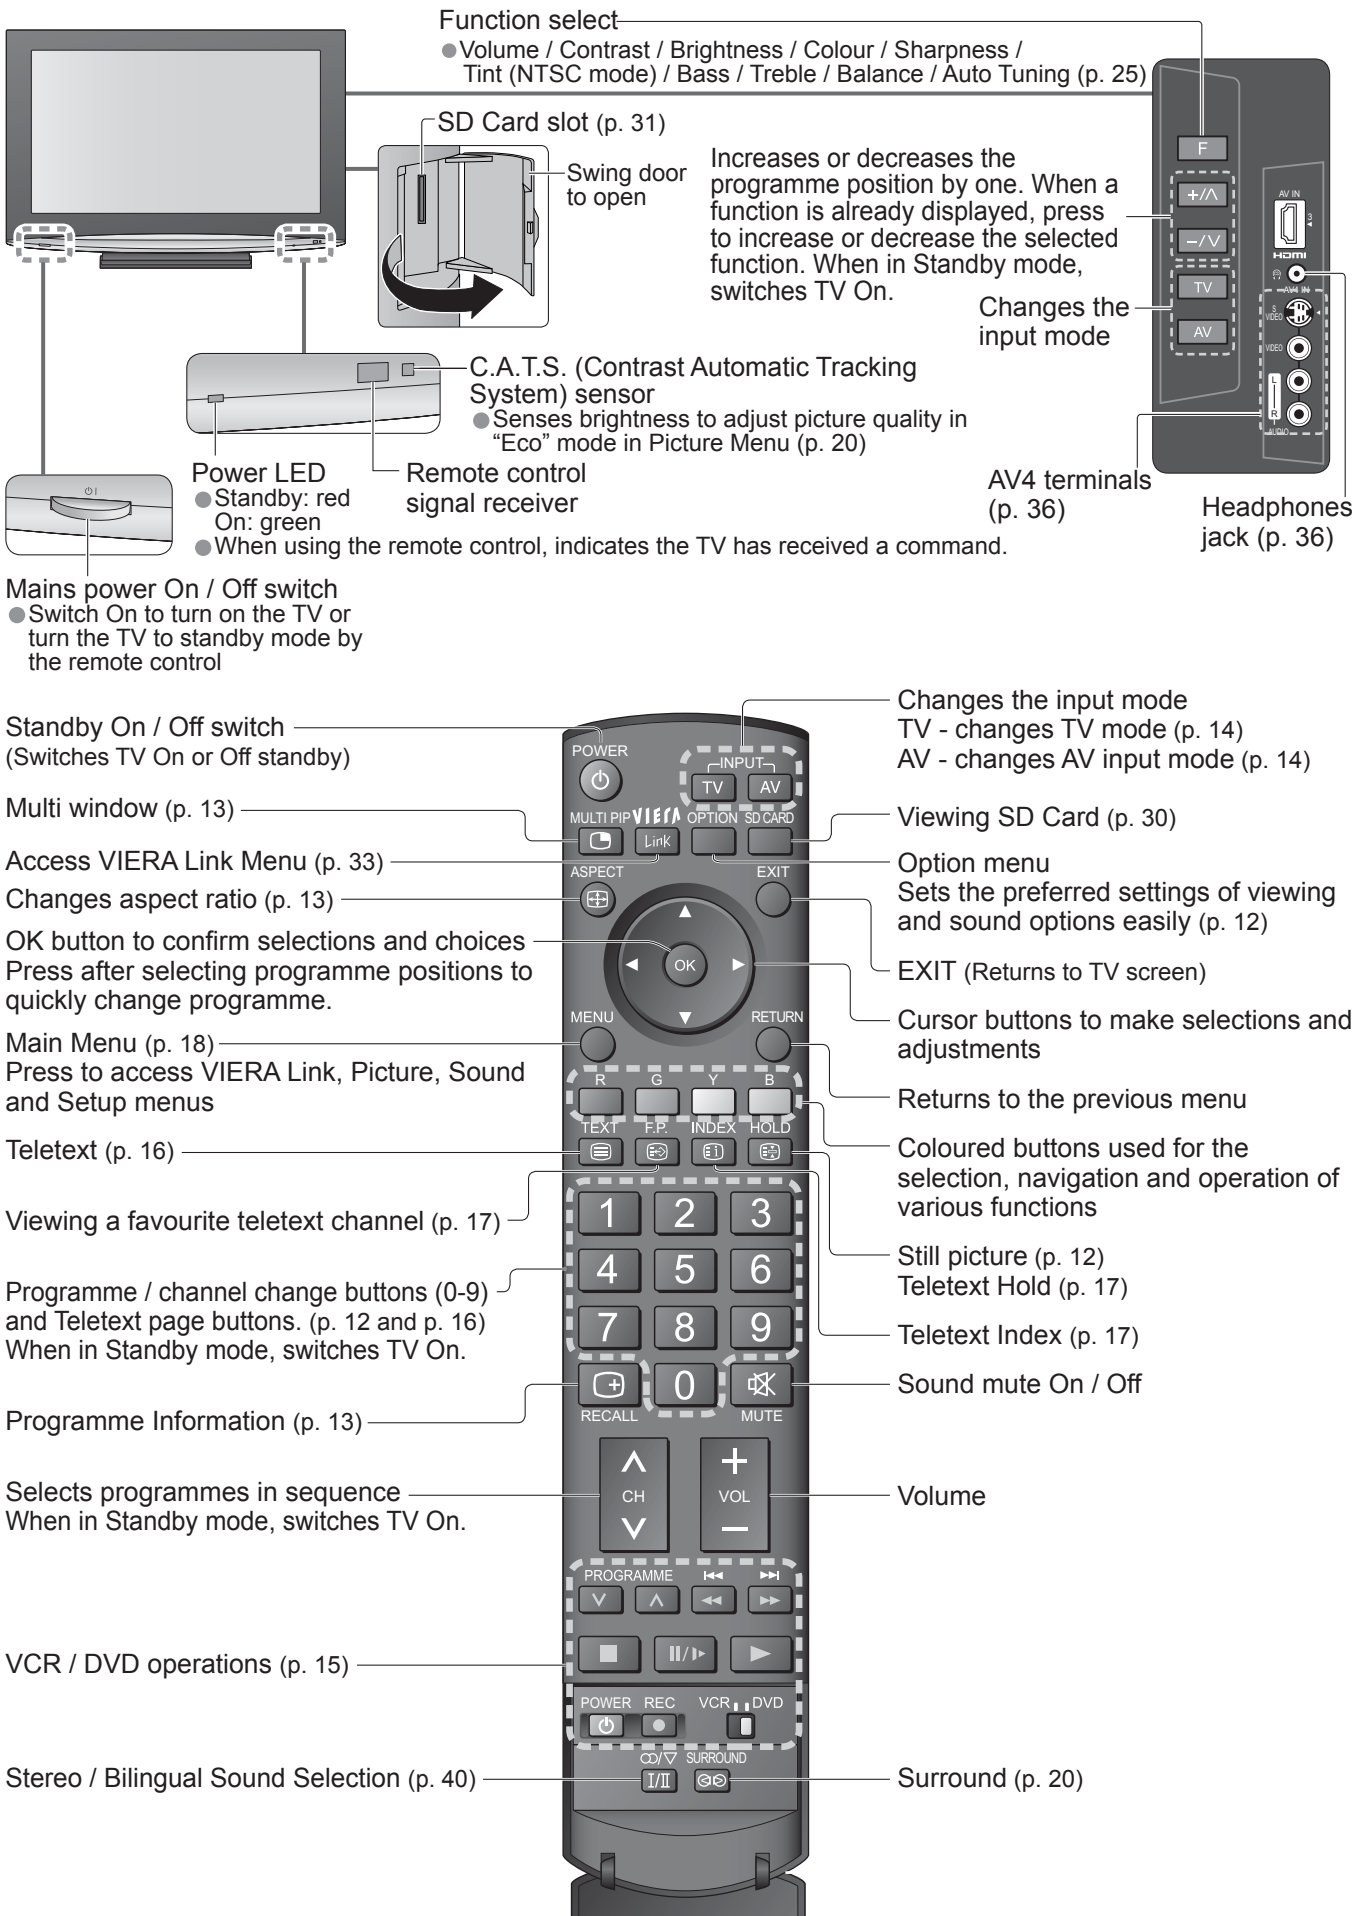 Function select
Volume / Contrast / Brightness / Colour / Sharpness /
Tint (NTSC mode) / Bass / Treble / Balance / Auto Tuning (p. 25)
SD Card slot (p. 31)
Swing door
to open
Increases or decreases the
programme position by one. When a
function is already displayed, press
to increase or decrease the selected
function. When in Standby mode,
switches TV On.
Changes the
input mode
F
+/∧
−/∨
TV
AV
AV IN
3
HDMI
AV4 IN
S
VIDEO
VIDEO
L
R
AUDIO
C.A.T.S. (Contrast Automatic Tracking
System) sensor
Senses brightness to adjust picture quality in
“Eco” mode in Picture Menu (p. 20)
Power LED
Standby: red
On: green
When using the remote control, indicates the TV has received a command.
Remote control
signal receiver
AV4 terminals
(p. 36)
Headphones
jack (p. 36)
Mains power On / Off switch
Switch On to turn on the TV or
turn the TV to standby mode by
the remote control
Standby On / Off switch
(Switches TV On or Off standby)
Multi window (p. 13)
Access VIERA Link Menu (p. 33)
Changes aspect ratio (p. 13)
OK button to confirm selections and choices
Press after selecting programme positions to
quickly change programme.
Main Menu (p. 18)
Press to access VIERA Link, Picture, Sound
and Setup menus
Teletext (p. 16)
Viewing a favourite teletext channel (p. 17)
Programme / channel change buttons (0-9)
and Teletext page buttons. (p. 12 and p. 16)
When in Standby mode, switches TV On.
Programme Information (p. 13)
Selects programmes in sequence
When in Standby mode, switches TV On.
VCR / DVD operations (p. 15)
Stereo / Bilingual Sound Selection (p. 40)
POWER
INPUT
TV AV
MULTI PIP VIERA OPTION SD CARD
Link
ASPECT EXIT
OK
MENU RETURN
R G Y B
TEXT F.P. INDEX HOLD
1 2 3
4 5 6
7 8 9
0
RECALL MUTE
CH VOL
PROGRAMME
POWER REC VCR DVD
SURROUND
I/II
Changes the input mode
TV - changes TV mode (p. 14)
AV - changes AV input mode (p. 14)
Viewing SD Card (p. 30)
Option menu
Sets the preferred settings of viewing
and sound options easily (p. 12)
EXIT (Returns to TV screen)
Cursor buttons to make selections and
adjustments
Returns to the previous menu
Coloured buttons used for the
selection, navigation and operation of
various functions
Still picture (p. 12)
Teletext Hold (p. 17)
Teletext Index (p. 17)
Sound mute On / Off
Volume
Surround (p. 20)